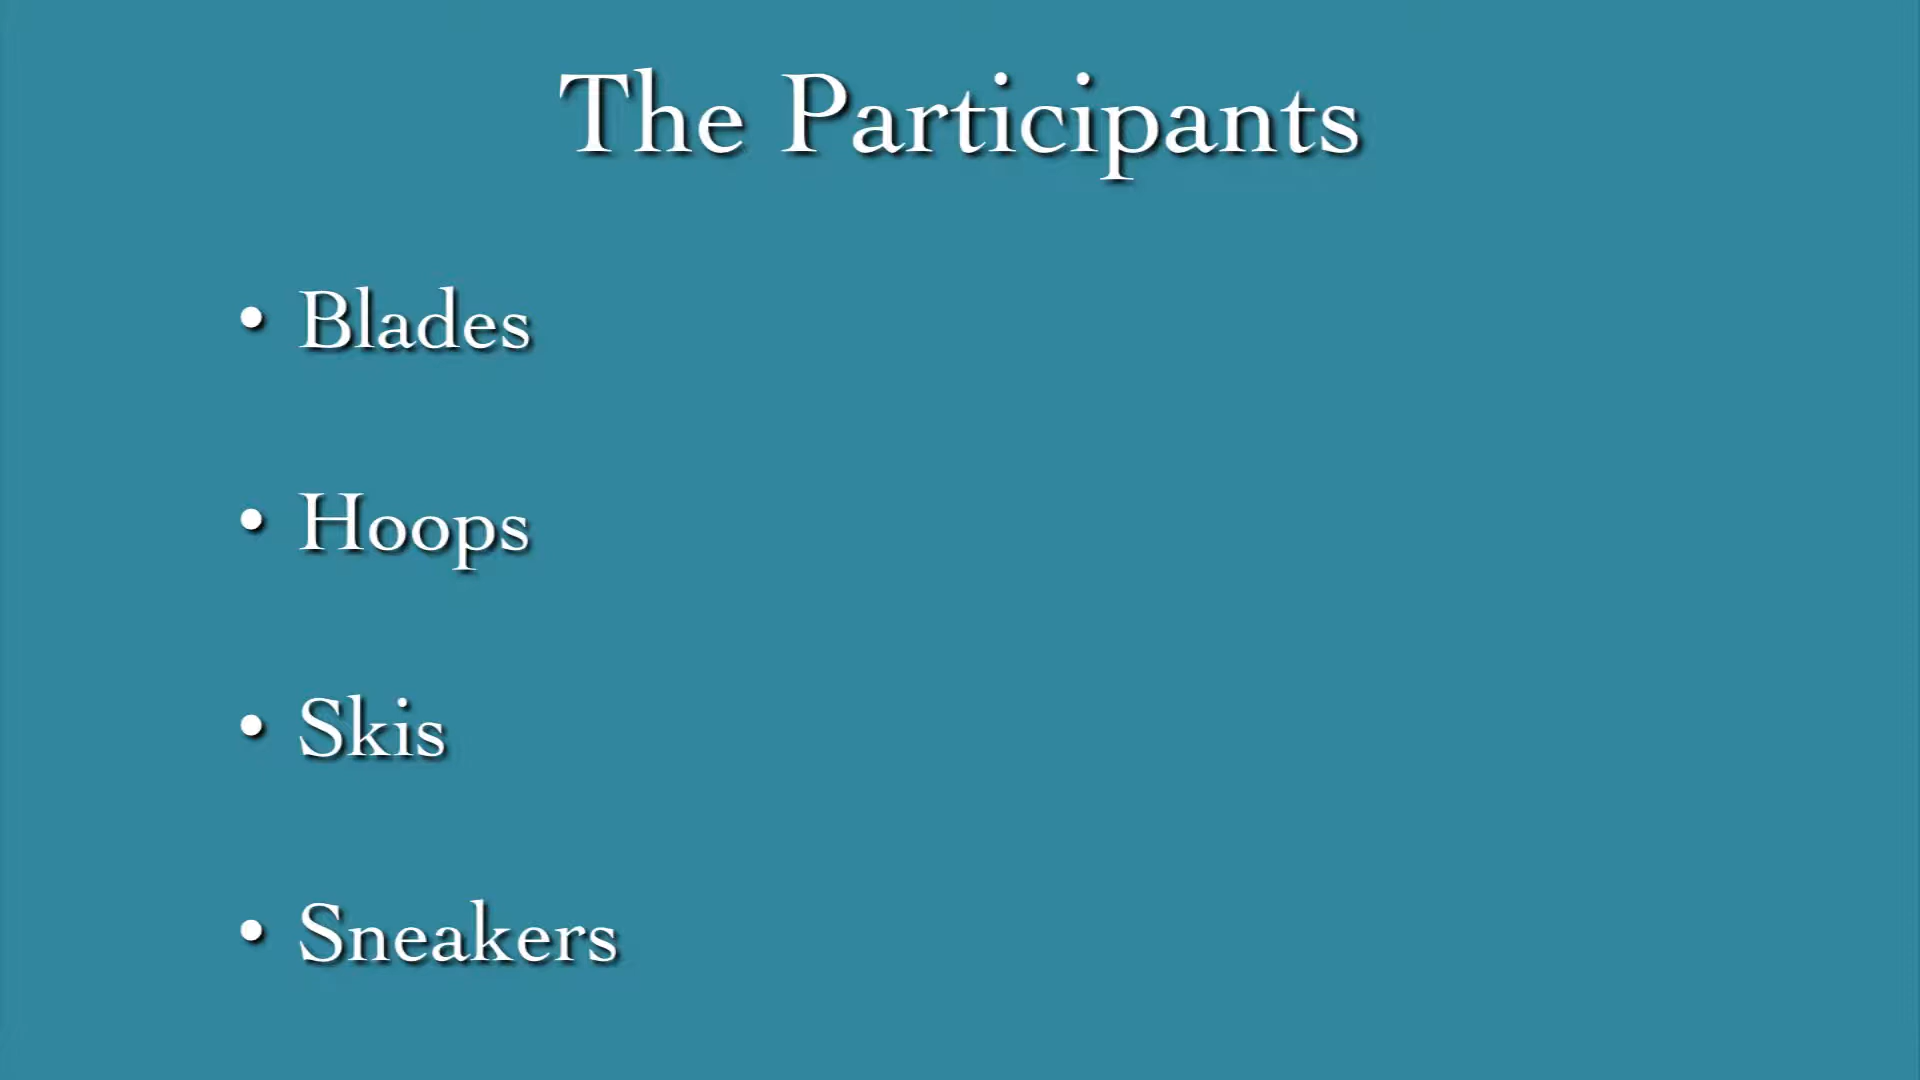 The Participants
• Blades
• Hoops
• Skis
• Sneakers